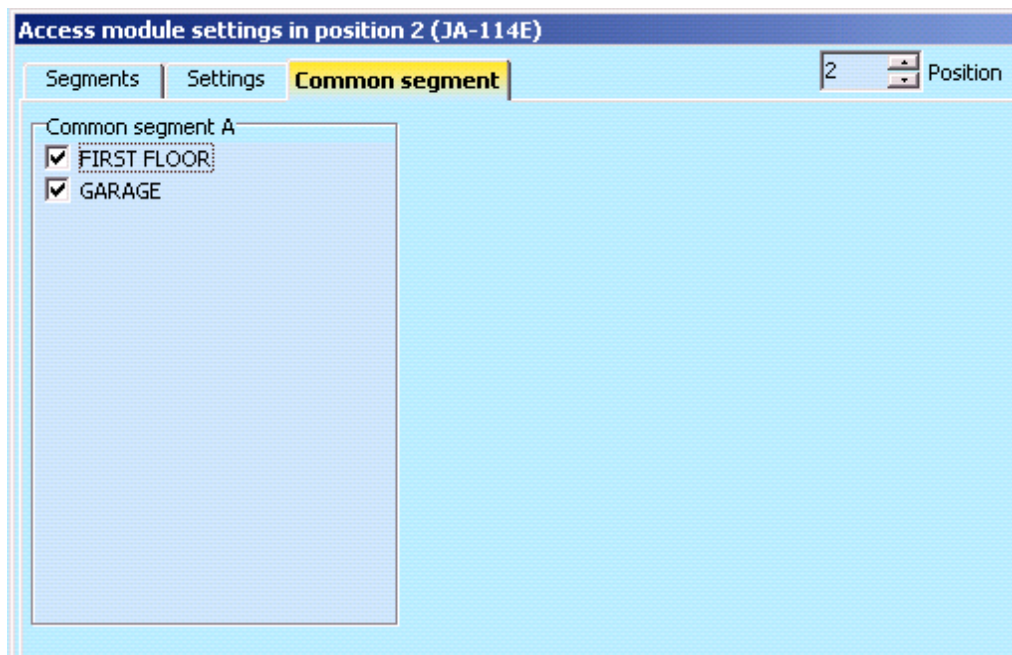 Access module settings in position 2 (JA-114E)
Segments Settings Common segment 2 Position
Common segment A
FIRST FLOOR
GARAGE